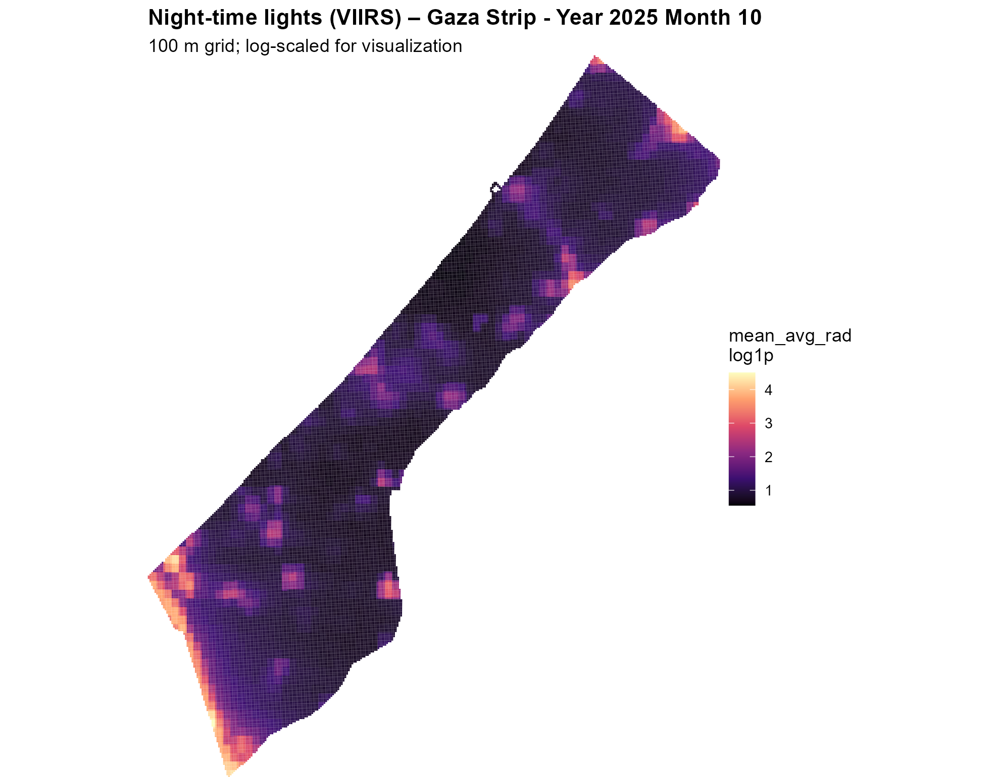 Night-time lights (VIIRS) – Gaza Strip - Year 2025 Month 10
100 m grid; log-scaled for visualization
mean_avg_rad
log1p
4
3
2
1